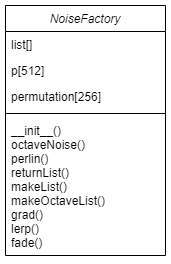 NoiseFactory
list[]
p[512]
permutation[256]
__init__()
octaveNoise()
perlin()
returnList()
makeList()
makeOctaveList()
grad()
lerp()
fade()